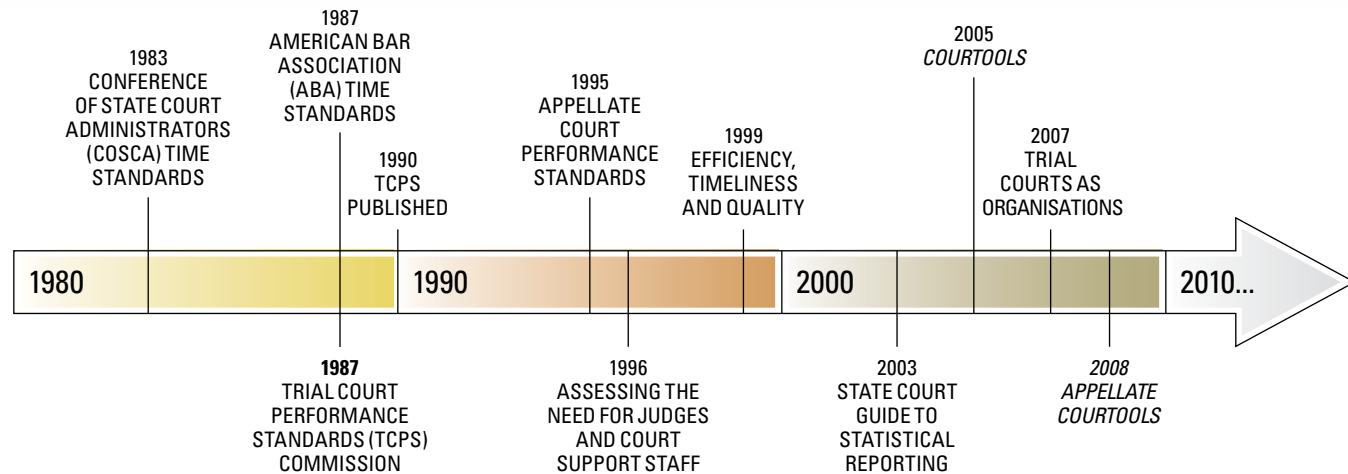 1983
CONFERENCE
OF STATE COURT
ADMINISTRATORS
(COSCA) TIME
STANDARDS
1987
AMERICAN BAR
ASSOCIATION
(ABA) TIME
STANDARDS
1990
TCPS
PUBLISHED
1995
APPELLATE
COURT
PERFORMANCE
STANDARDS
1999
EFFICIENCY,
TIMELINESS
AND QUALITY
2005
COURTOOLS
2007
TRIAL
COURTS AS
ORGANISATIONS
1980
1990
2000
2010...
1987
TRIAL COURT
PERFORMANCE
STANDARDS (TCPS)
COMMISSION
1996
ASSESSING THE
NEED FOR JUDGES
AND COURT
SUPPORT STAFF
2003
STATE COURT
GUIDE TO
STATISTICAL
REPORTING
2008
APPELLATE
COURTOOLS